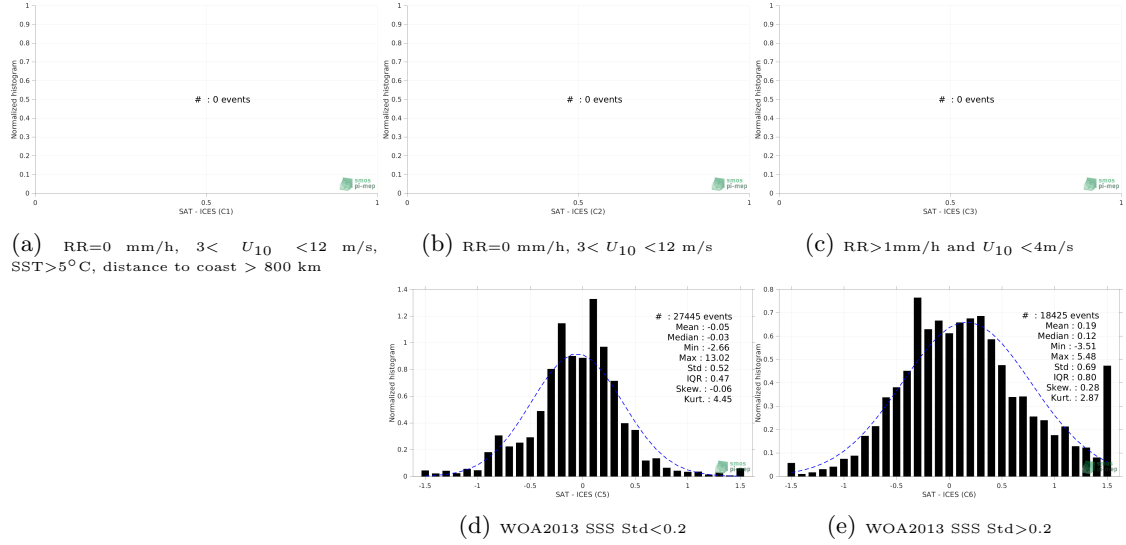 1
0.9
0.8
0.7
0.6
0.5
0.4
0.3
0.2
0.1
0
Normalized histogram
# : 0 events
smos
pi-mep
0 0.5 1
SAT - ICES (C1)
1
0.9
0.8
0.7
0.6
0.5
0.4
0.3
0.2
0.1
0
Normalized histogram
# : 0 events
smos
pi-mep
0 0.5 1
SAT - ICES (C2)
1
0.9
0.8
0.7
0.6
0.5
0.4
0.3
0.2
0.1
0
Normalized histogram
# : 0 events
smos
pi-mep
0 0.5 1
SAT - ICES (C3)
(a) RR=0 mm/h, 3< U10 <12 m/s,
SST>5°C, distance to coast > 800 km
(b) RR=0 mm/h, 3< U10 <12 m/s
(c) RR>1mm/h and U10 <4m/s
1.4
1.2
1
0.8
0.6
0.4
0.2
0
Normalized histogram
# : 27445 events
Mean : -0.05
Median : -0.03
Min : -2.66
Max : 13.02
Std : 0.52
IQR : 0.47
Skew. : -0.06
Kurt. : 4.45
smos
pi-mep
-1.5 -1 -0.5 0 0.5 1 1.5
SAT - ICES (C5)
0.8
0.7
0.6
0.5
0.4
0.3
0.2
0.1
0
Normalized histogram
# : 18425 events
Mean : 0.19
Median : 0.12
Min : -3.51
Max : 5.48
Std : 0.69
IQR : 0.80
Skew. : 0.28
Kurt. : 2.87
smos
pi-mep
-1.5 -1 -0.5 0 0.5 1 1.5
SAT - ICES (C6)
(d) WOA2013 SSS Std<0.2
(e) WOA2013 SSS Std>0.2